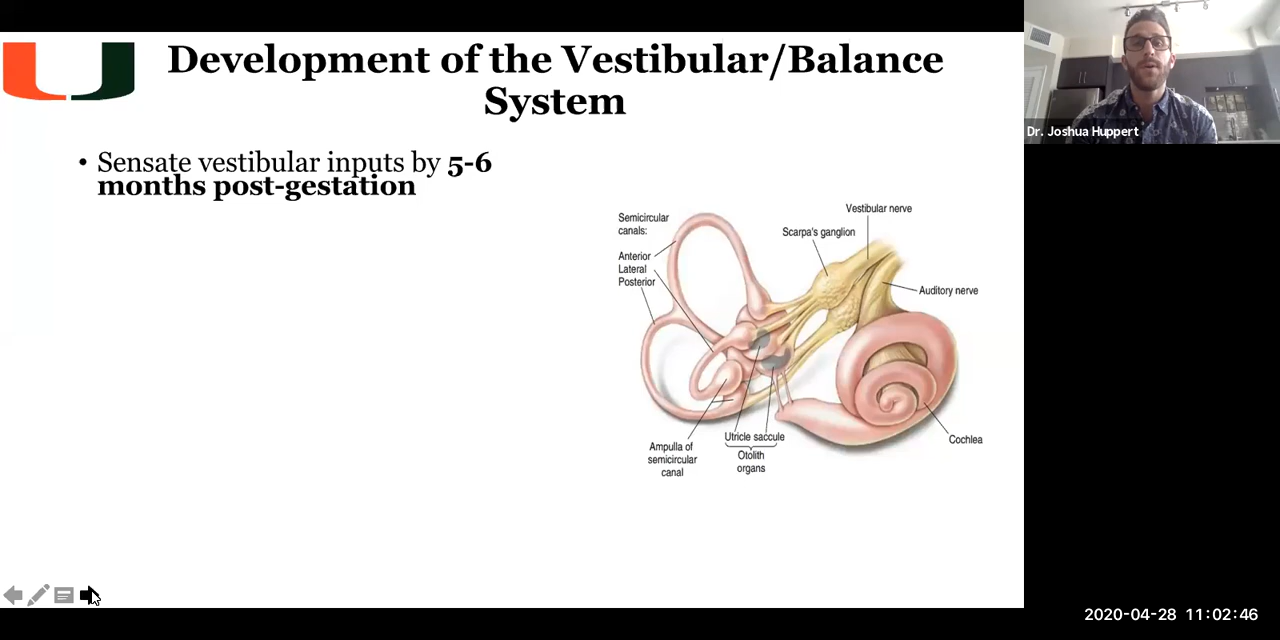 Development of the Vestibular/Balance
System
• Sensate vestibular inputs by 5-6
months post-gestation
Semicircular
canals:
Anterior
Lateral
Posterior
Vestibular nerve
Scarpa's ganglion
Auditory nerve
Ampulla of
semicircular
canal
Utricle saccule
Otolith
organs
Cochlea
Dr. Joshua Huppert
2020-04-28 11:02:46